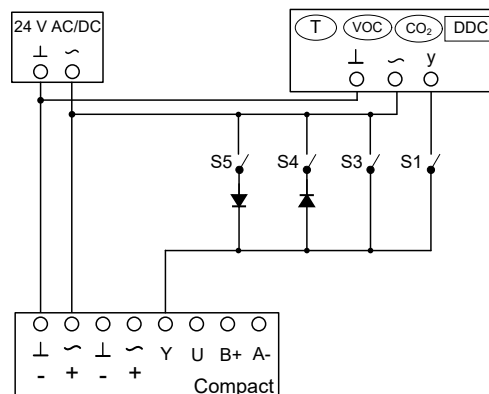 24 V AC/DC
⊥ ~
T VOC CO₂ DDC
⊥ ~ y
S5 S4 S3 S1
⊥ ~ ⊥ ~ Y U B+ A-
- + - +
Compact